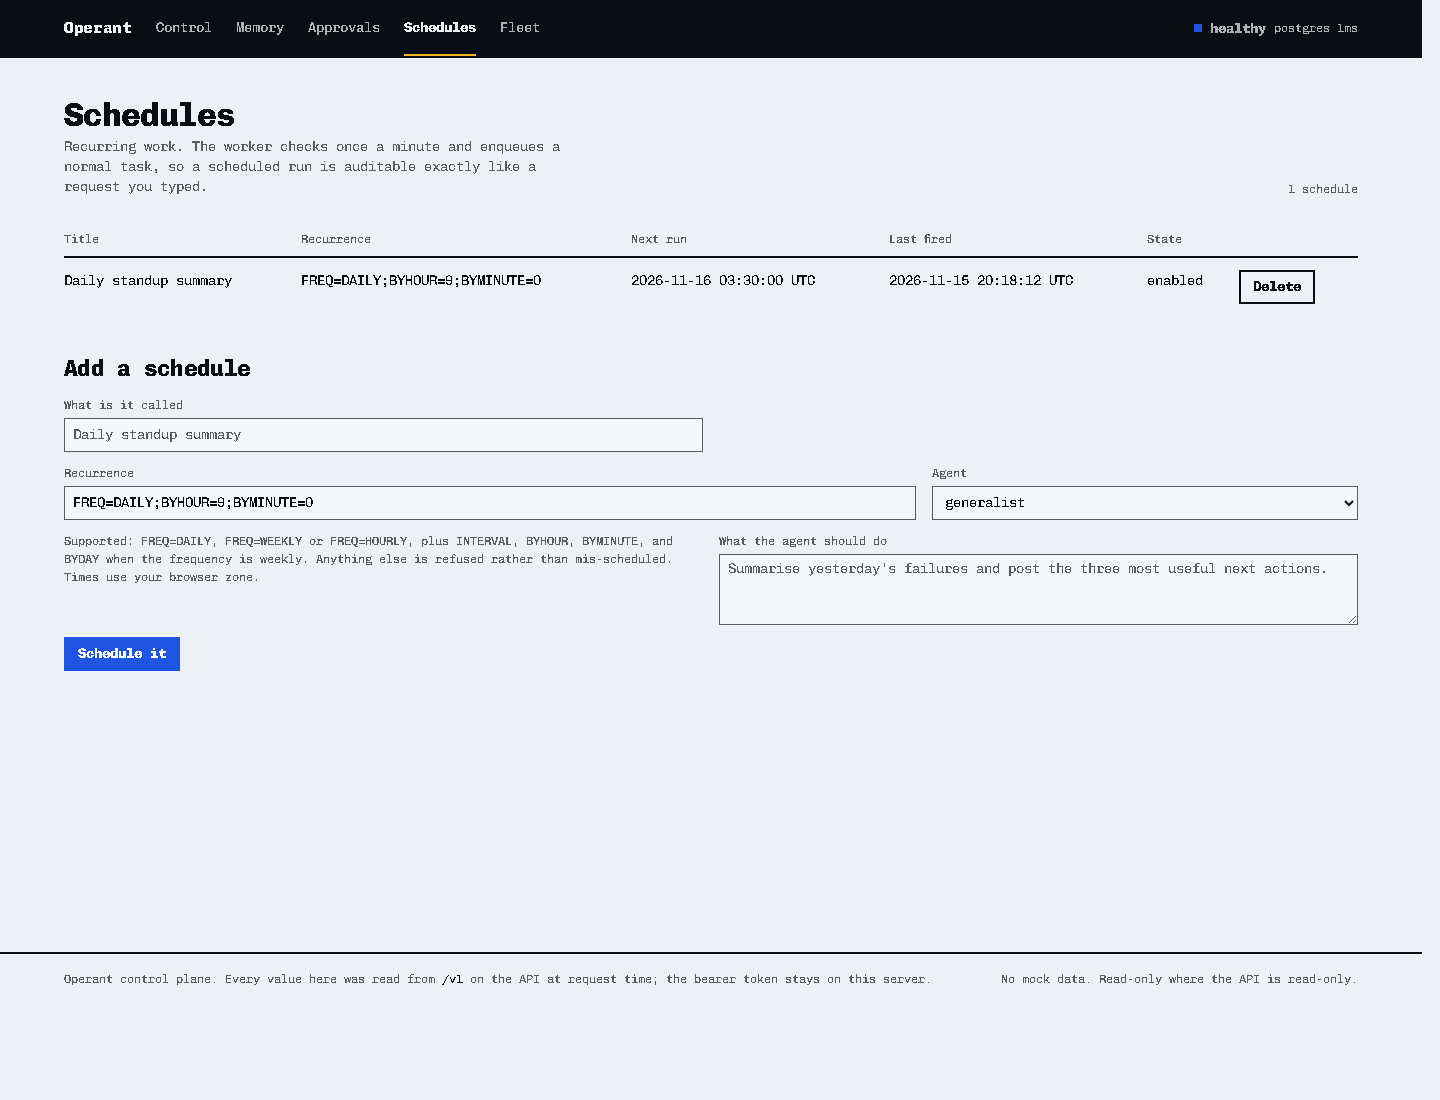 Operant Control Memory Approvals Schedules Fleet healthy postgres 1ms
Schedules
Recurring work. The worker checks once a minute and enqueues a
normal task, so a scheduled run is auditable exactly like a
request you typed.
1 schedule
Title Recurrence Next run Last fired State
Daily standup summary FREQ=DAILY;BYHOUR=9;BYMINUTE=0 2026-11-16 03:30:00 UTC 2026-11-15 20:18:12 UTC enabled Delete
Add a schedule
What is it called
Daily standup summary
Recurrence Agent
FREQ=DAILY;BYHOUR=9;BYMINUTE=0 generalist
Supported: FREQ=DAILY, FREQ=WEEKLY or FREQ=HOURLY, plus INTERVAL, BYHOUR, BYMINUTE, and
BYDAY when the frequency is weekly. Anything else is refused rather than mis-scheduled.
Times use your browser zone.
What the agent should do
Summarise yesterday's failures and post the three most useful next actions.
Schedule it
Operant control plane. Every value here was read from /v1 on the API at request time; the bearer token stays on this server. No mock data. Read-only where the API is read-only.